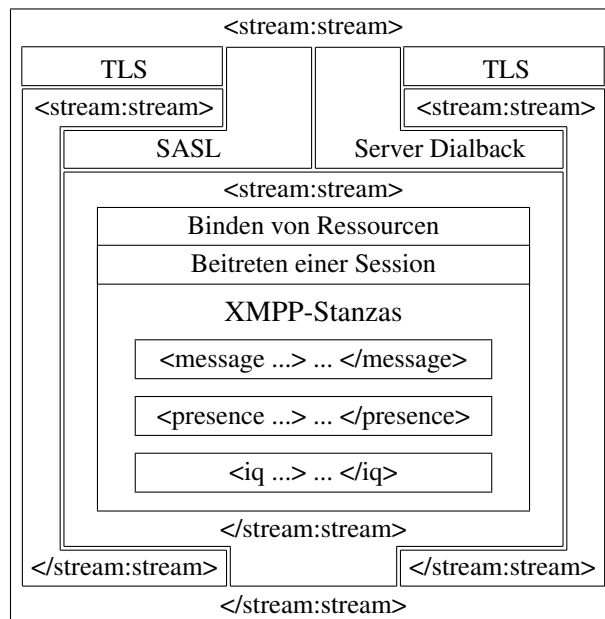 <stream:stream>
TLS TLS
<stream:stream> <stream:stream>
SASL Server Dialback
<stream:stream>
Binden von Ressourcen
Beitreten einer Session
XMPP-Stanzas
<message ...> ... </message>
<presence ...> ... </presence>
<iq ...> ... </iq>
</stream:stream>
</stream:stream> </stream:stream>
</stream:stream>